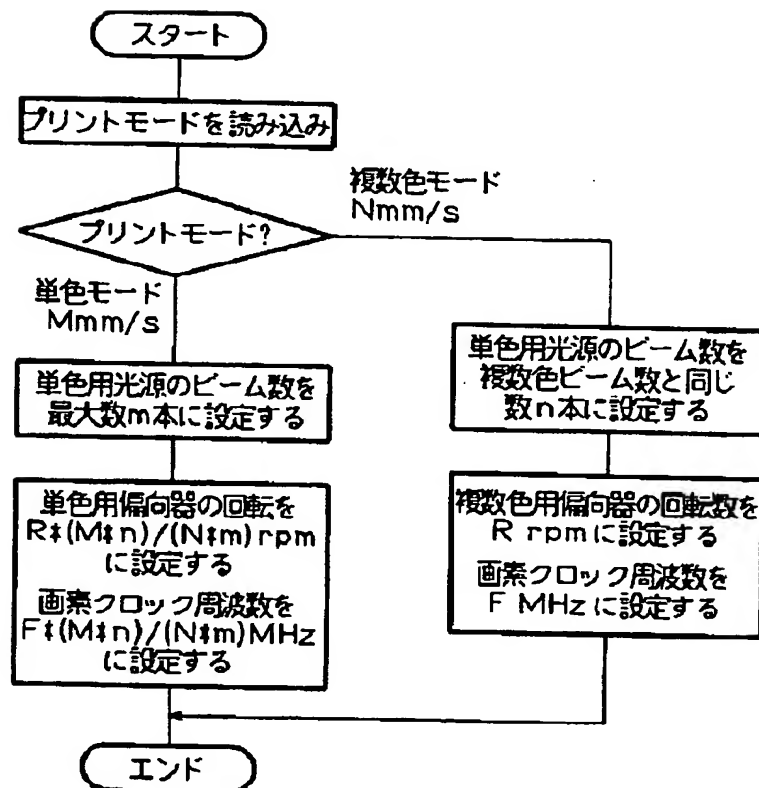 スタート
プリントモードを読み込み
プリントモード?
複数色モード
Nmm/s
単色モード
Mmm/s
単色用光源のビーム数を
最大数m本に設定する
単色用偏向器の回転を
R*(M*n)/(N*m)rpm
に設定する
画素クロック周波数を
F*(M*n)/(N*m)MHz
に設定する
単色用光源のビーム数を
複数色ビーム数と同じ
数n本に設定する
複数色用偏向器の回転数を
R rpmに設定する
画素クロック周波数を
F MHzに設定する
エンド